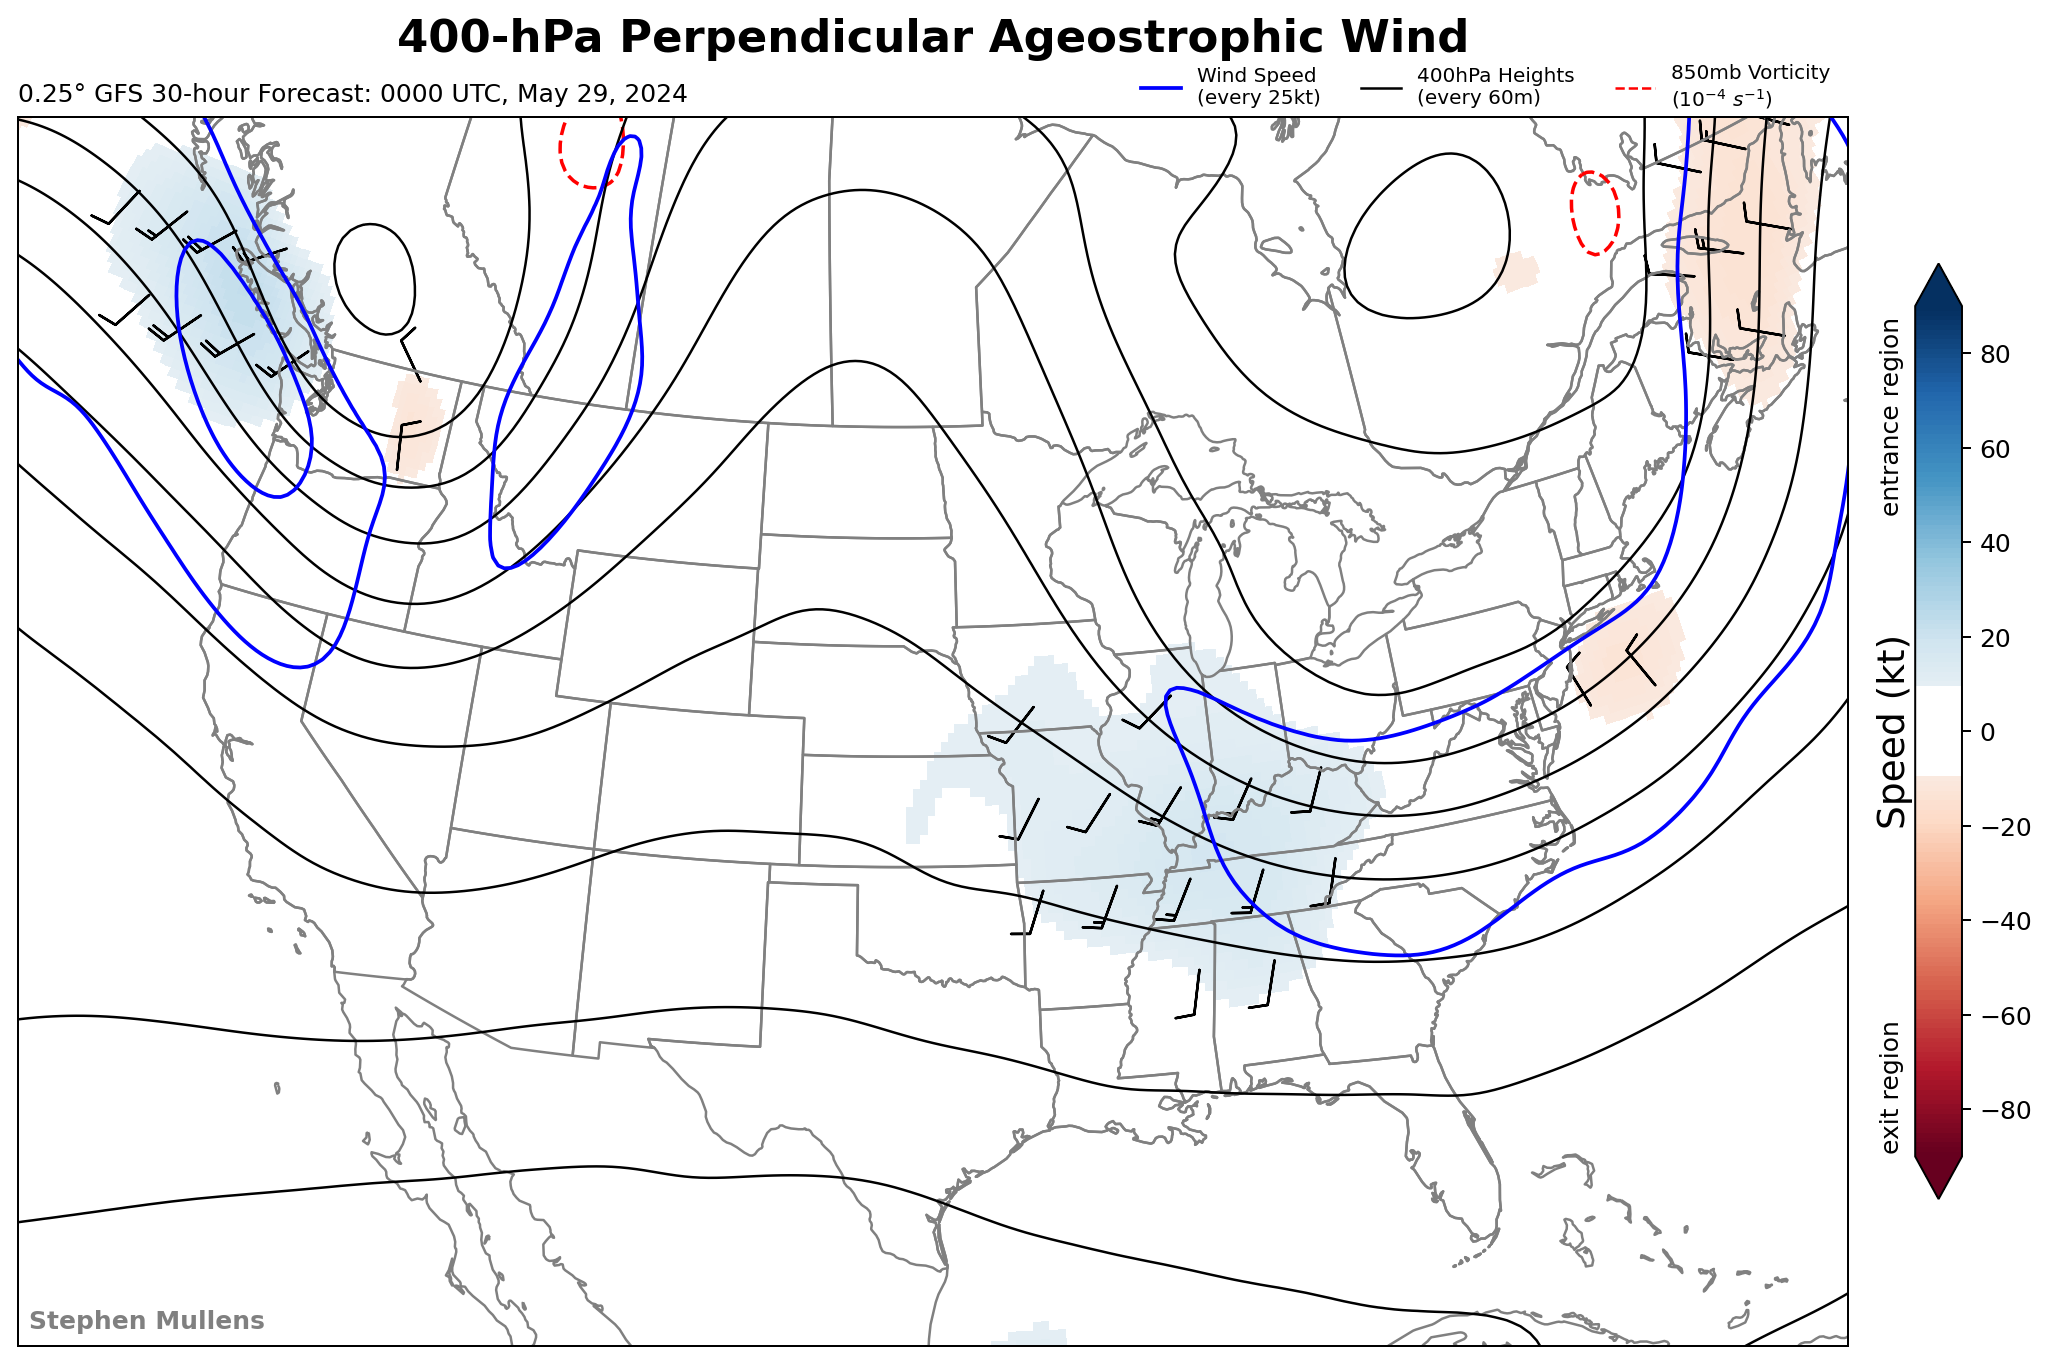 400-hPa Perpendicular Ageostrophic Wind
0.25° GFS 30-hour Forecast: 0000 UTC, May 29, 2024
Wind Speed
(every 25kt)
400hPa Heights
(every 60m)
850mb Vorticity
(10⁻⁴ s⁻¹)
entrance region
Speed (kt)
exit region
80
60
40
20
0
−20
−40
−60
−80
Stephen Mullens